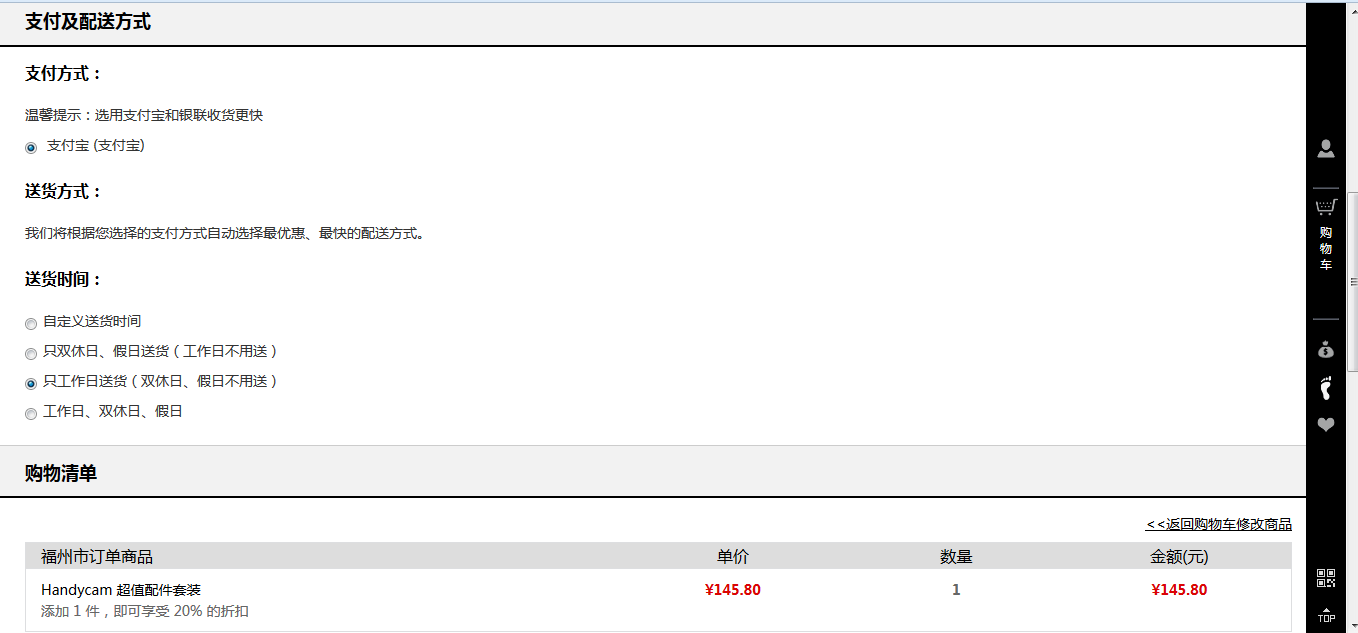 支付及配送方式
支付方式：
温馨提示：选用支付宝和银联收货更快
支付宝 (支付宝)
送货方式：
我们将根据您选择的支付方式自动选择最优惠、最快的配送方式。
送货时间：
自定义送货时间
只双休日、假日送货（工作日不用送）
只工作日送货（双休日、假日不用送）
工作日、双休日、假日
购物清单
<<返回购物车修改商品
福州市订单商品 单价 数量 金额(元)
Handycam 超值配件套装 ¥145.80 1 ¥145.80
添加 1 件，即可享受 20% 的折扣
购
物
车
TOP